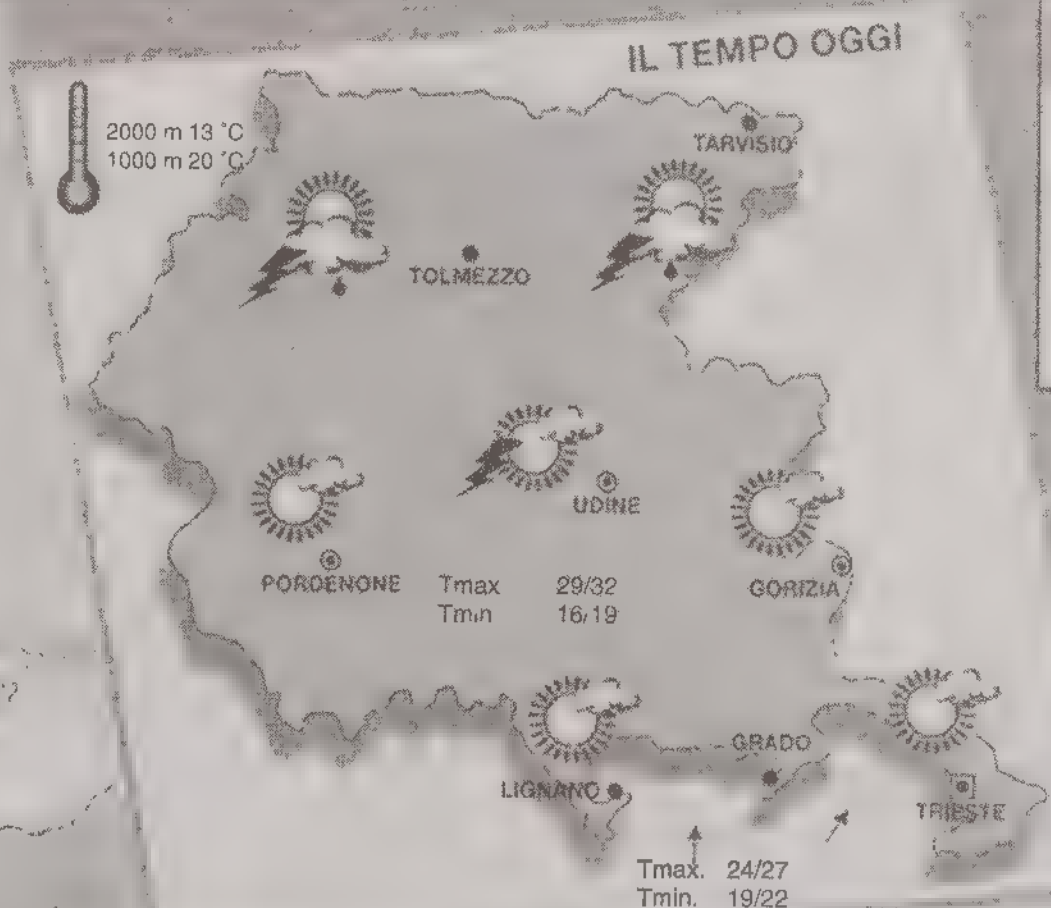 IL TEMPO OGGI
2000 m 13 °C
1000 m 20 °C
TARVISIO
TOLMEZZO
UDINE
PORDENONE
GORIZIA
Tmax 29/32
Tmin 16/19
GRADO
LIGNANO
TRIESTE
Tmax. 24/27
Tmin. 19/22